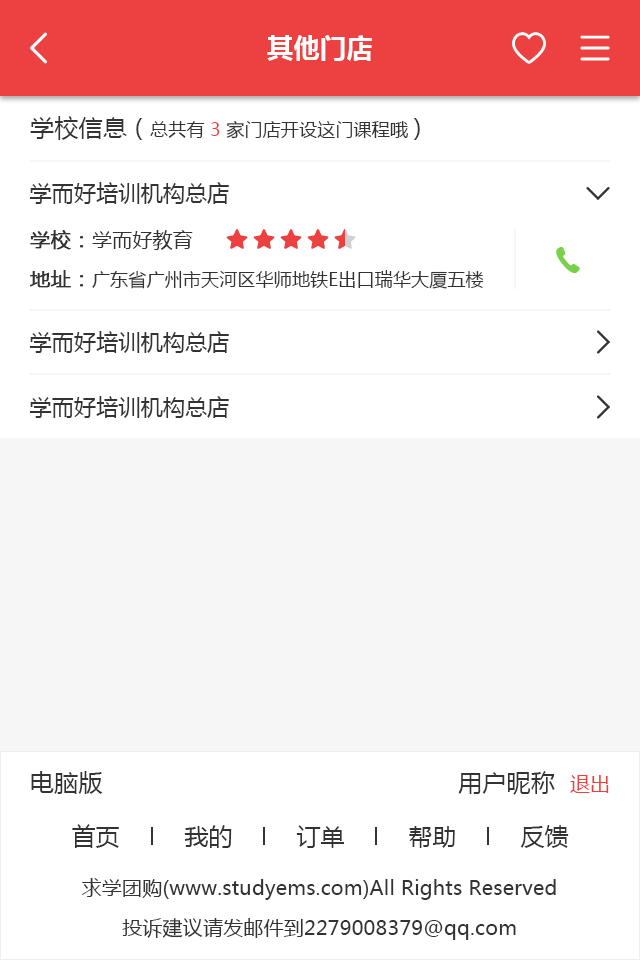 其他门店
学校信息 ( 总共有 3 家门店开设这门课程哦 )
学而好培训机构总店
学校：学而好教育
地址：广东省广州市天河区华师地铁E出口瑞华大厦五楼
学而好培训机构总店
学而好培训机构总店
电脑版 用户昵称 退出
首页 | 我的 | 订单 | 帮助 | 反馈
求学团购(www.studyems.com)All Rights Reserved
投诉建议请发邮件到2279008379@qq.com